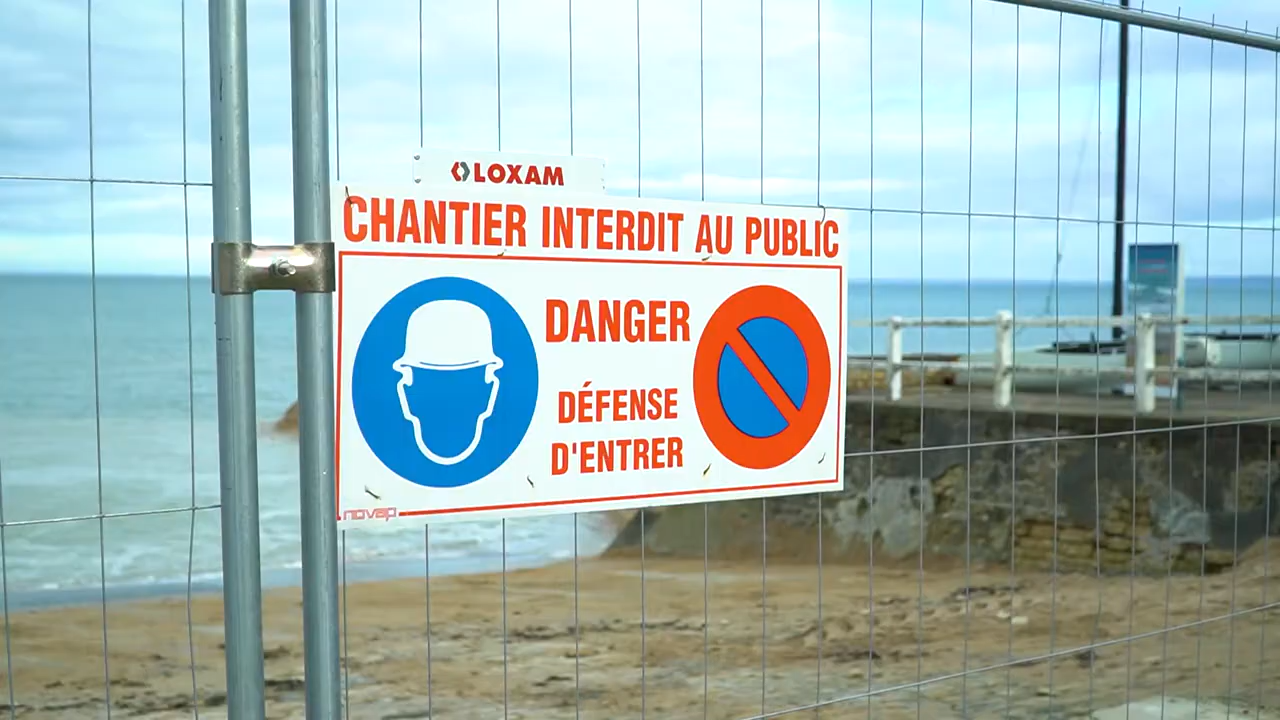 LOXAM
CHANTIER INTERDIT AU PUBLIC
DANGER
DÉFENSE
D'ENTRER
novap